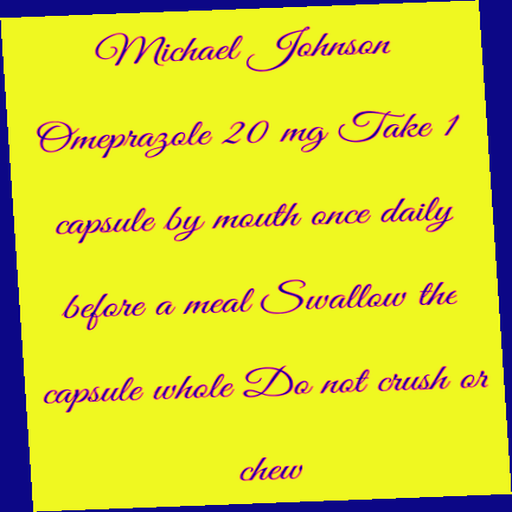 Michael Johnson
Omeprazole 20 mg Take 1
capsule by mouth once daily
before a meal Swallow the
capsule whole Do not crush or
chew